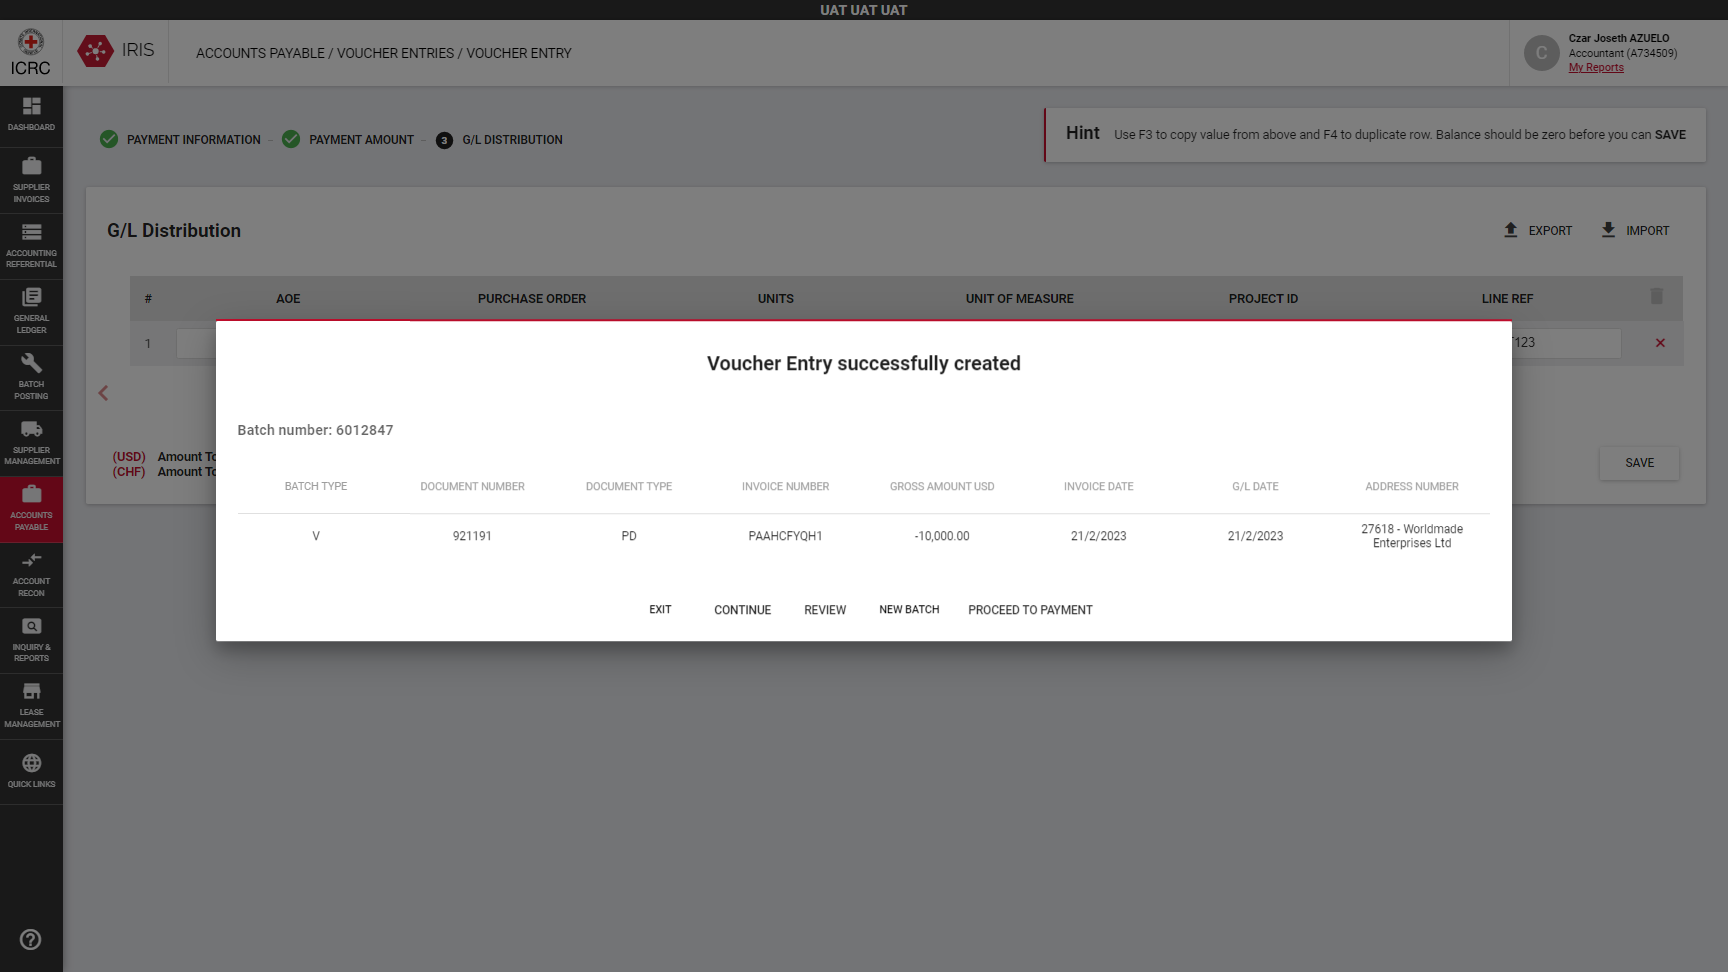 UAT UAT UAT
ICRC
IRIS
ACCOUNTS PAYABLE / VOUCHER ENTRIES / VOUCHER ENTRY
C
Czar Joseth AZUELO
Accountant (A734509)
My Reports
DASHBOARD
SUPPLIER
INVOICES
ACCOUNTING
REFERENTIAL
GENERAL
LEDGER
BATCH
POSTING
SUPPLIER
MANAGEMENT
ACCOUNTS
PAYABLE
ACCOUNT
RECON
INQUIRY &
REPORTS
LEASE
MANAGEMENT
QUICK LINKS
PAYMENT INFORMATION
PAYMENT AMOUNT
3 G/L DISTRIBUTION
Hint Use F3 to copy value from above and F4 to duplicate row. Balance should be zero before you can SAVE
G/L Distribution
EXPORT IMPORT
# AOE PURCHASE ORDER UNITS UNIT OF MEASURE PROJECT ID LINE REF
1 123
(USD) Amount To
(CHF) Amount To
SAVE
Voucher Entry successfully created
Batch number: 6012847
BATCH TYPE DOCUMENT NUMBER DOCUMENT TYPE INVOICE NUMBER GROSS AMOUNT USD INVOICE DATE G/L DATE ADDRESS NUMBER
V 921191 PD PAAHCFYQH1 -10,000.00 21/2/2023 21/2/2023 27618 - Worldmade
Enterprises Ltd
EXIT CONTINUE REVIEW NEW BATCH PROCEED TO PAYMENT